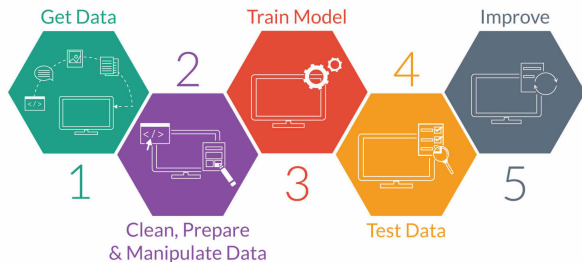 Get Data
1
2
Clean, Prepare
& Manipulate Data
Train Model
3
4
Test Data
Improve
5
</>
</>